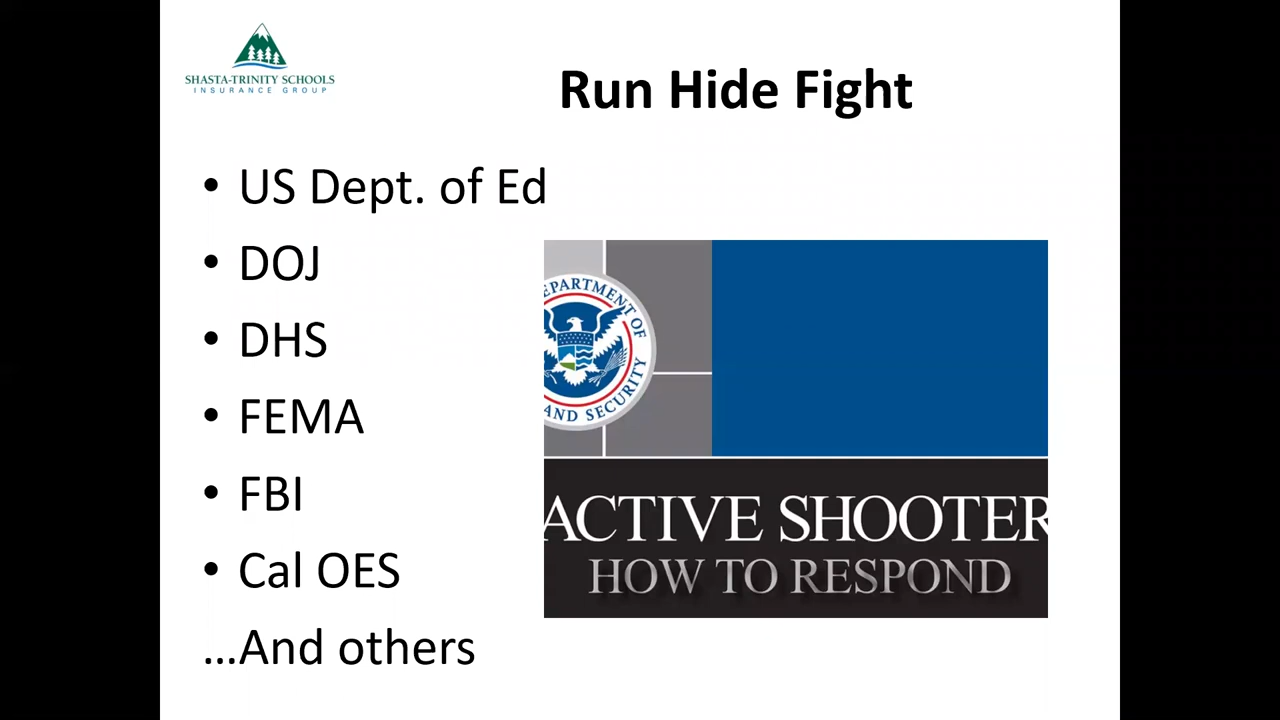 SHASTA-TRINITY SCHOOLS
INSURANCE GROUP
Run Hide Fight
• US Dept. of Ed
• DOJ
• DHS
• FEMA
• FBI
• Cal OES
...And others
EPARTMENT OF
AND SECURITY
ACTIVE SHOOTER
HOW TO RESPOND